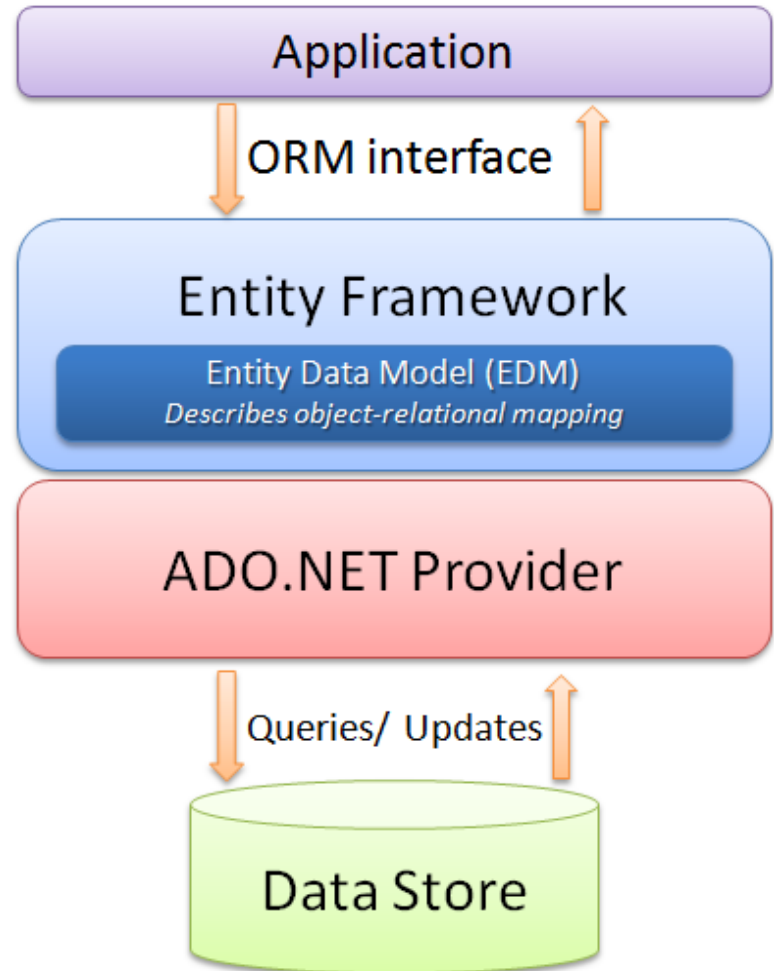 Application
ORM interface
Entity Framework
Entity Data Model (EDM)
Describes object-relational mapping
ADO.NET Provider
Queries/ Updates
Data Store